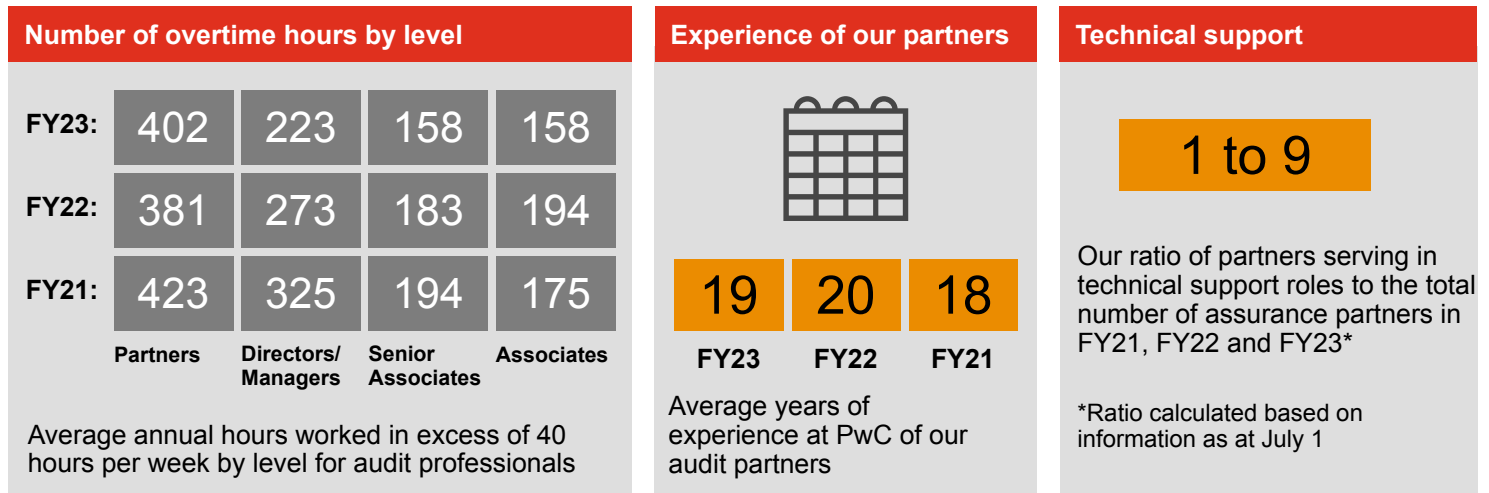 Number of overtime hours by level
FY23: 402 223 158 158
FY22: 381 273 183 194
FY21: 423 325 194 175
Partners Directors/ Senior Associates
Managers Associates
Average annual hours worked in excess of 40
hours per week by level for audit professionals
Experience of our partners
19 20 18
FY23 FY22 FY21
Average years of
experience at PwC of our
audit partners
Technical support
1 to 9
Our ratio of partners serving in
technical support roles to the total
number of assurance partners in
FY21, FY22 and FY23*
*Ratio calculated based on
information as at July 1